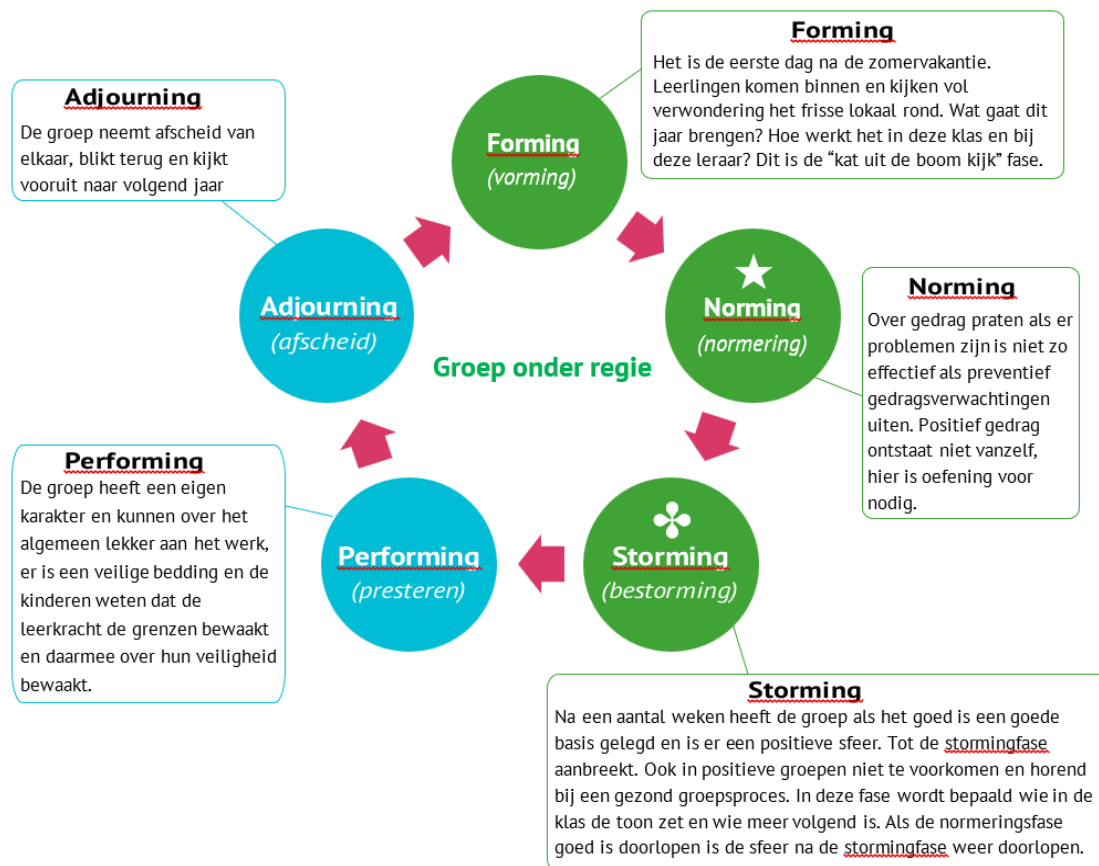 Forming
Het is de eerste dag na de zomervakantie.
Leerlingen komen binnen en kijken vol
verwondering het frisse lokaal rond. Wat gaat dit
jaar brengen? Hoe werkt het in deze klas en bij
deze leraar? Dit is de “kat uit de boom kijk” fase.
Adjourning
De groep neemt afscheid van
elkaar, blikt terug en kijkt
vooruit naar volgend jaar
Forming
(vorming)
Adjourning
(afscheid)
Norming
(normering)
Groep onder regie
Norming
Over gedrag praten als er
problemen zijn is niet zo
effectief als preventief
gedragsverwachtingen
uiten. Positief gedrag
ontstaat niet vanzelf,
hier is oefening voor
nodig.
Performing
De groep heeft een eigen
karakter en kunnen over het
algemeen lekker aan het werk,
er is een veilige bedding en de
kinderen weten dat de
leerkracht de grenzen bewaakt
en daarmee over hun veiligheid
bewaakt.
Performing
(presteren)
Storming
(bestorming)
Storming
Na een aantal weken heeft de groep als het goed is een goede
basis gelegd en is er een positieve sfeer. Tot de stormingfase
aanbreekt. Ook in positieve groepen niet te voorkomen en horend
bij een gezond groepsproces. In deze fase wordt bepaald wie in de
klas de toon zet en wie meer volgend is. Als de normeringsfase
goed is doorlopen is de sfeer na de stormingfase weer doorlopen.